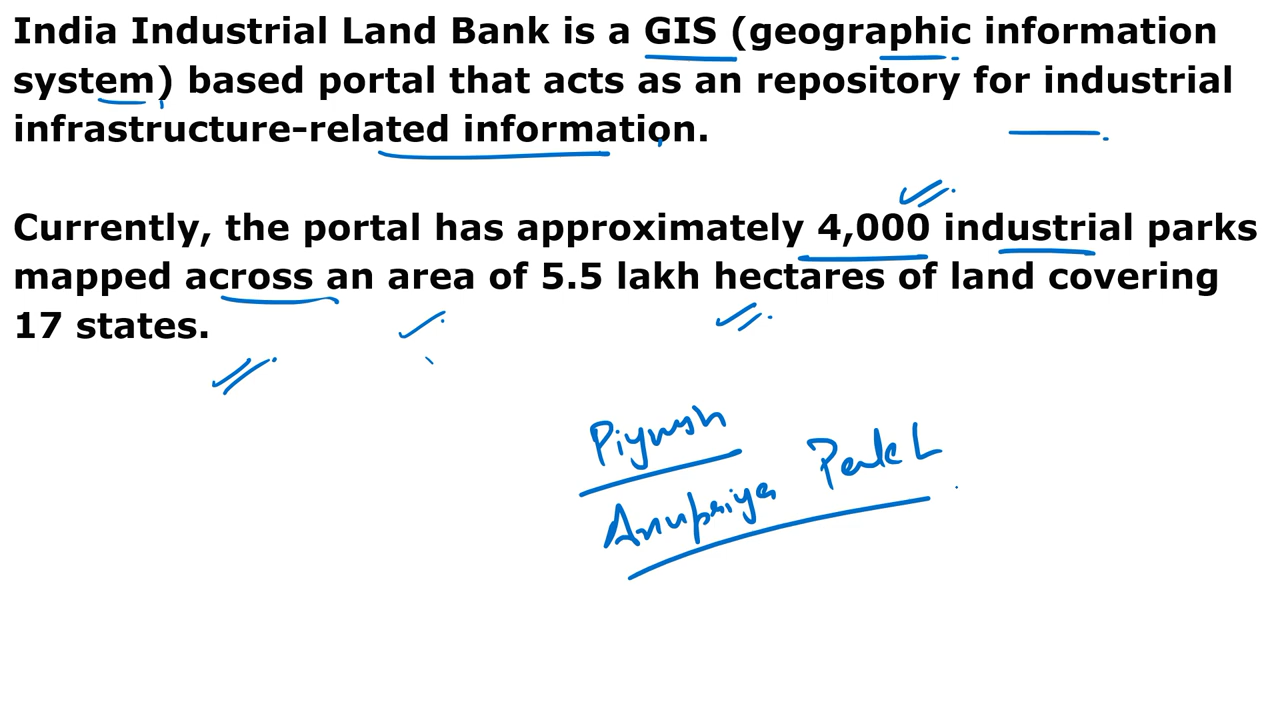 India Industrial Land Bank is a GIS (geographic information
system) based portal that acts as an repository for industrial
infrastructure-related information.
Currently, the portal has approximately 4,000 industrial parks
mapped across an area of 5.5 lakh hectares of land covering
17 states.
Piyush
Anupriya Patel